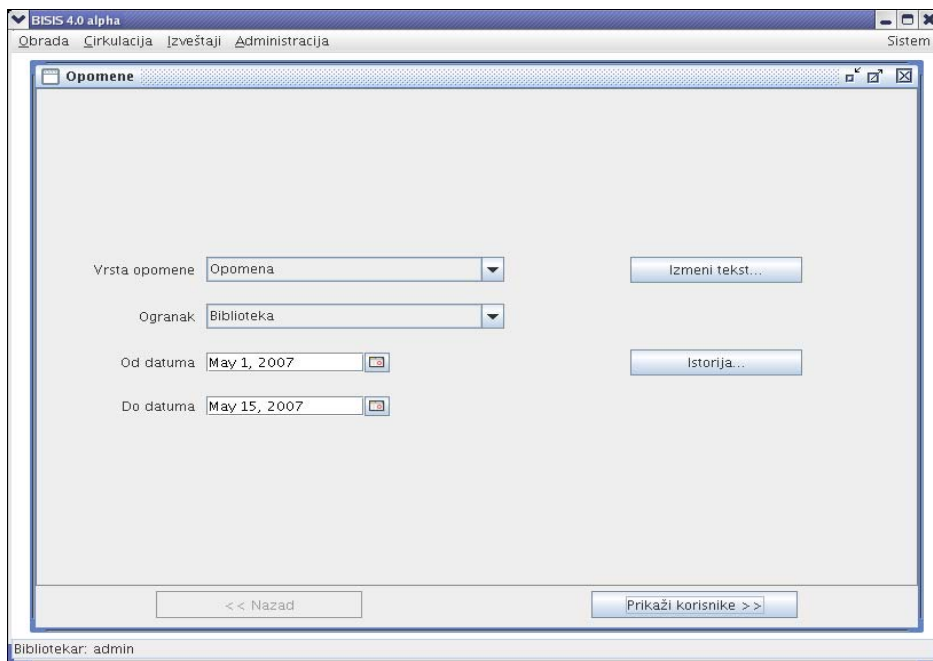 BISIS 4.0 alpha
Obrada Cirkulacija Izveštaji Administracija Sistem
Opomene
Vrsta opomene Opomena Izmeni tekst...
Ogranak Biblioteka
Od datuma May 1, 2007 Istorija...
Do datuma May 15, 2007
<< Nazad Prikaži korisnike >>
Bibliotekar: admin